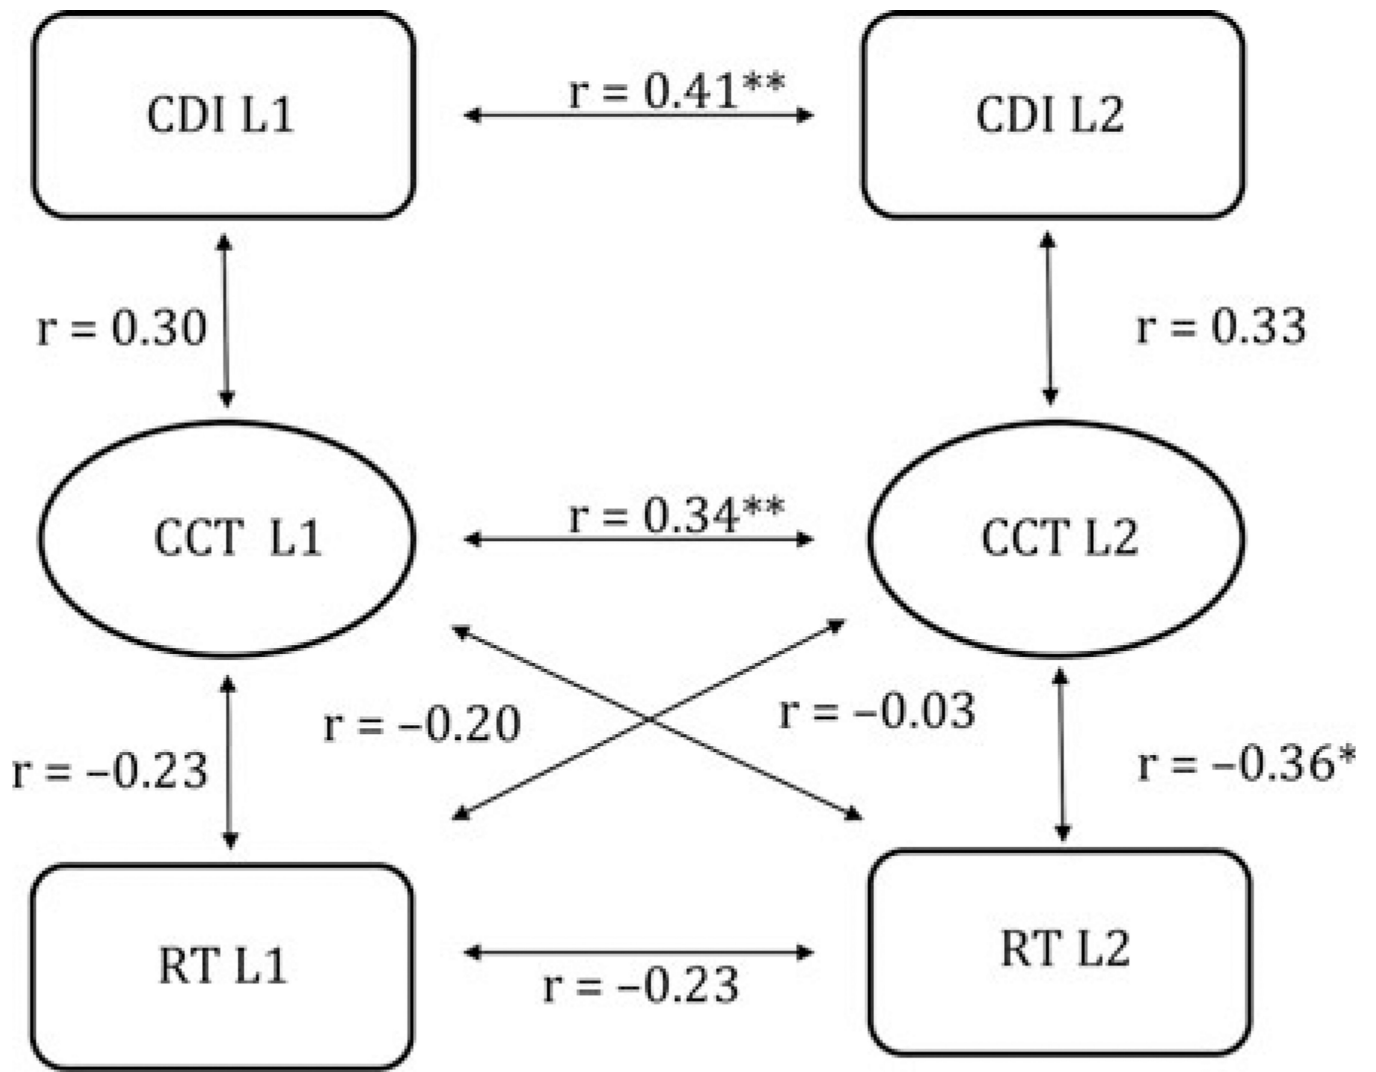 CDI L1
r = 0.41**
CDI L2
r = 0.30
r = 0.33
CCT L1
r = 0.34**
CCT L2
r = –0.20
r = –0.03
r = –0.23
r = –0.36*
RT L1
r = –0.23
RT L2